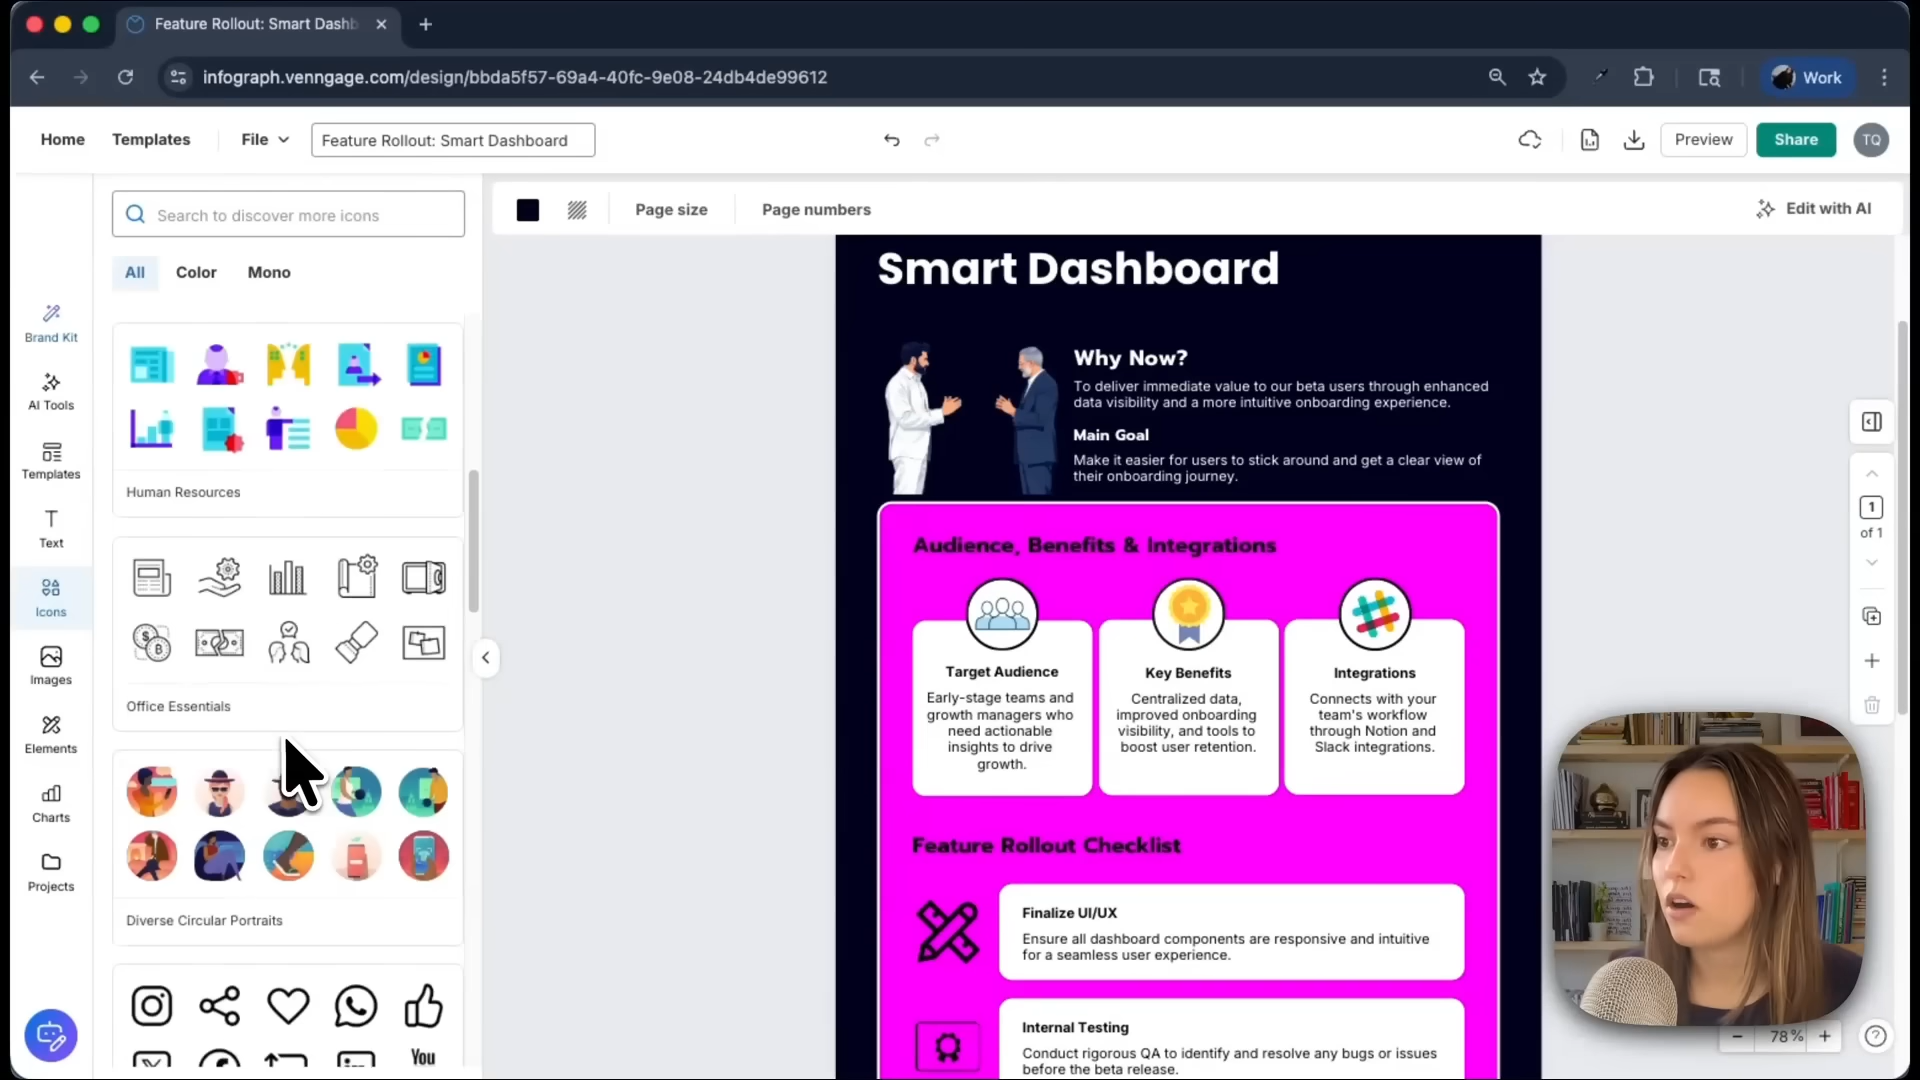 Feature Rollout: Smart Dashb
infograph.venngage.com/design/bbda5f57-69a4-40fc-9e08-24db4de99612
Work
Home
Templates
File
Feature Rollout: Smart Dashboard
Preview
Share
TQ
Search to discover more icons
Page size
Page numbers
Edit with AI
All
Color
Mono
Brand Kit
AI Tools
Templates
Text
Icons
Images
Elements
Charts
Projects
Human Resources
Office Essentials
Diverse Circular Portraits
You
Smart Dashboard
Why Now?
To deliver immediate value to our beta users through enhanced
data visibility and a more intuitive onboarding experience.
Main Goal
Make it easier for users to stick around and get a clear view of
their onboarding journey.
Audience, Benefits & Integrations
Target Audience
Early-stage teams and
growth managers who
need actionable
insights to drive
growth.
Key Benefits
Centralized data,
improved onboarding
visibility, and tools to
boost user retention.
Integrations
Connects with your
team's workflow
through Notion and
Slack integrations.
Feature Rollout Checklist
Finalize UI/UX
Ensure all dashboard components are responsive and intuitive
for a seamless user experience.
Internal Testing
Conduct rigorous QA to identify and resolve any bugs or issues
before the beta release.
1
of 1
78%